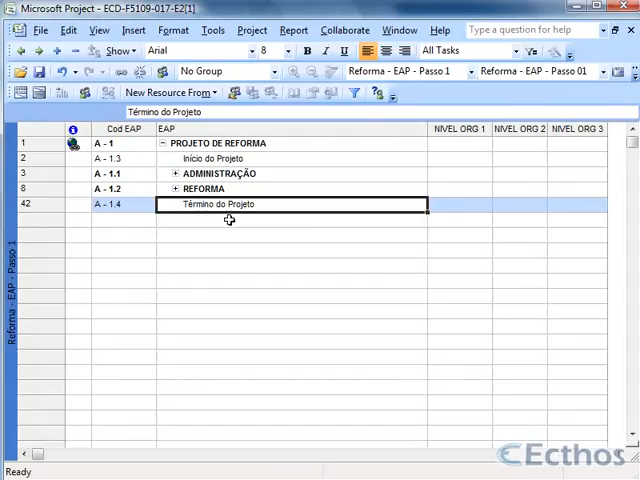 Microsoft Project - ECD-F5109-017-E2[1]
File Edit View Insert Format Tools Project Report Collaborate Window Help Type a question for help
Show Arial 8 B I U All Tasks
No Group Reforma - EAP - Passo 1 Reforma - EAP - Passo 01
New Resource From
Término do Projeto
Cod EAP EAP NIVEL ORG 1 NIVEL ORG 2 NIVEL ORG 3
1 A - 1 PROJETO DE REFORMA
2 A - 1.3 Início do Projeto
3 A - 1.1 ADMINISTRAÇÃO
8 A - 1.2 REFORMA
42 A - 1.4 Término do Projeto
Reforma - EAP - Passo 1
Ecthos
Ready